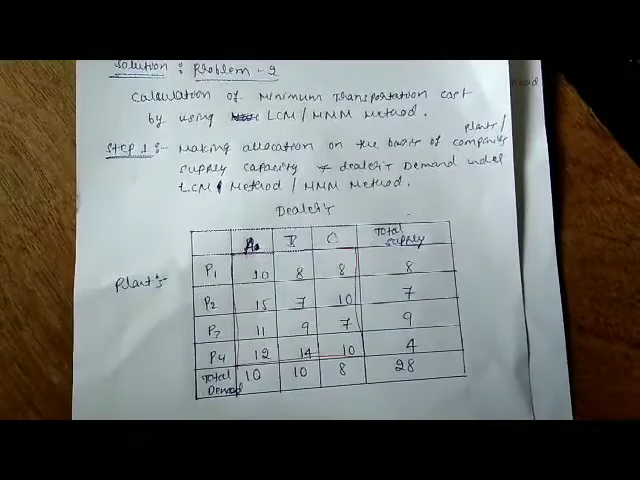 Solution : Problem - 2
Calculation of Minimum Transportation cost
by using LCM / MMM Method.
Step 1 :- Making allocation on the basis of company plant's/
supply capacity & dealer's Demand under
LCM Method / MMM Method.
Dealer's
A B C Total Supply
Plant's
P1 10 8 8 8
P2 15 7 10 7
P3 11 9 7 9
P4 12 14 10 4
Total Demand 10 10 8 28